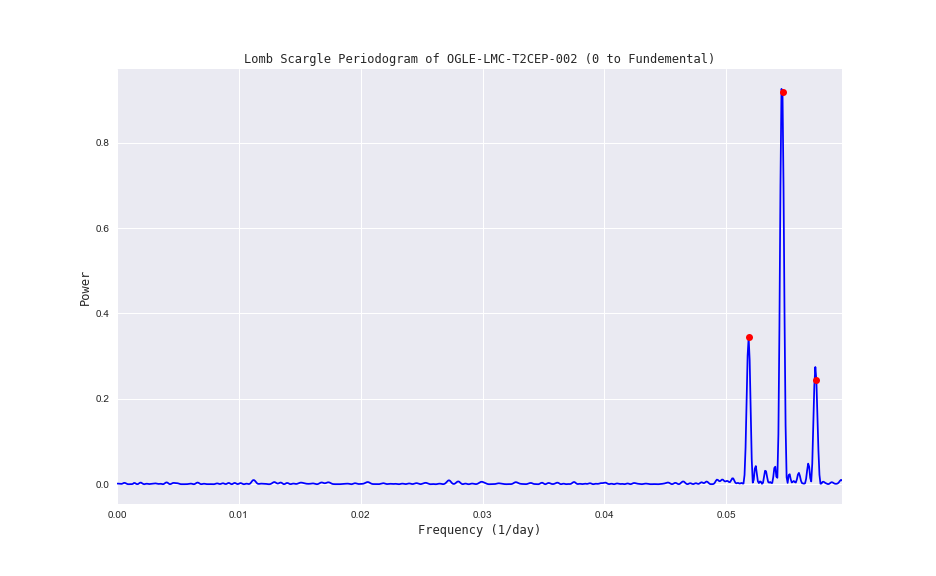 Lomb Scargle Periodogram of OGLE-LMC-T2CEP-002 (0 to Fundemental)
0.8
0.6
Power
0.4
0.2
0.0
0.00 0.01 0.02 0.03 0.04 0.05
Frequency (1/day)